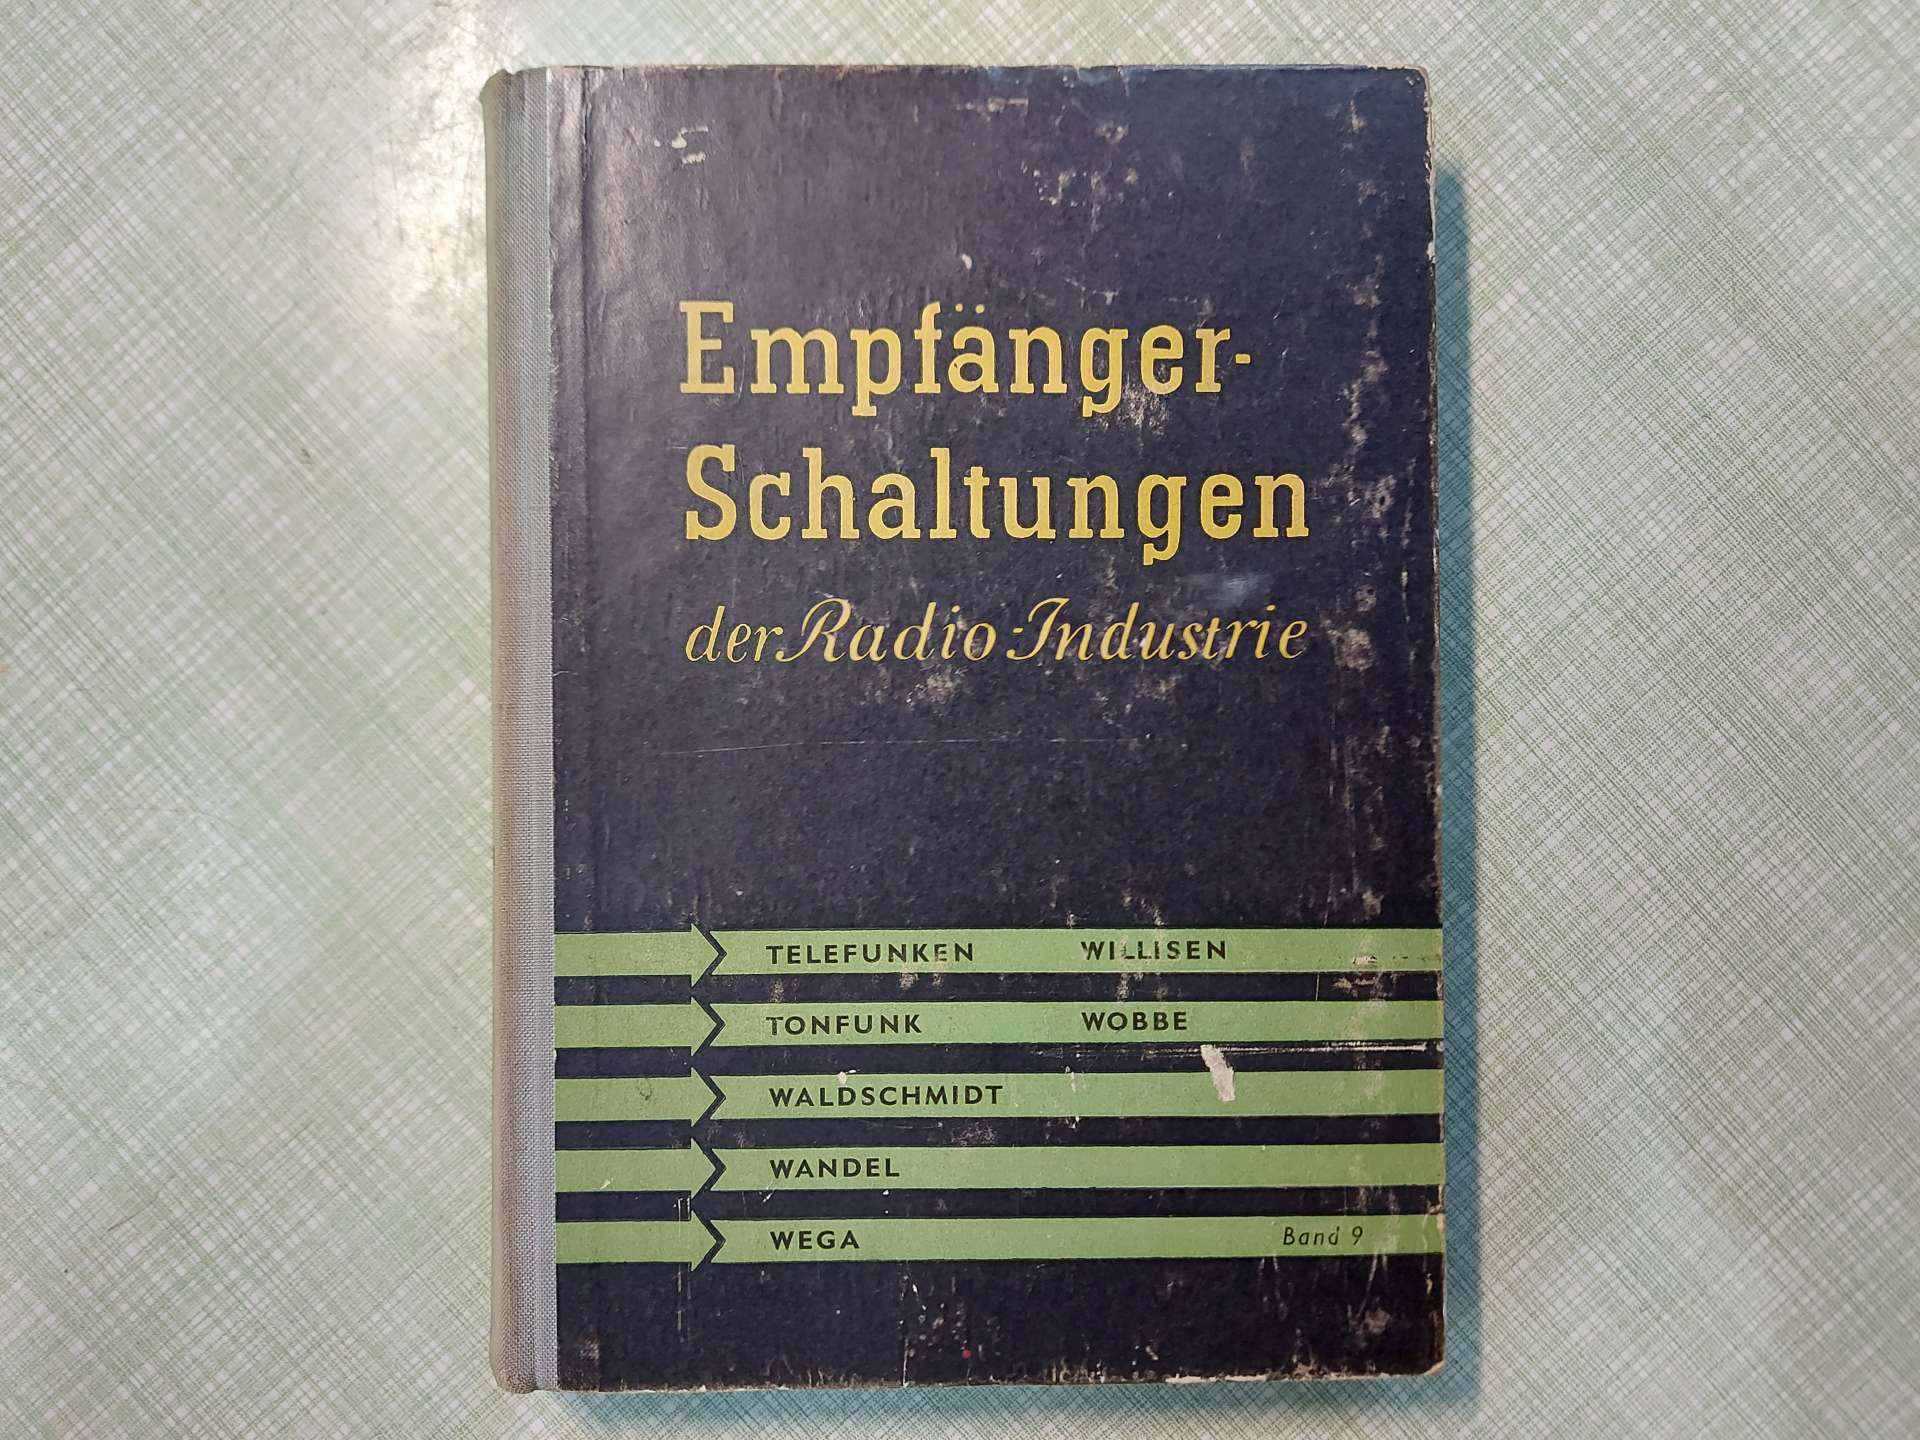 Empfänger-
Schaltungen
der Radio-Industrie
TELEFUNKEN WILLISEN
TONFUNK WOBBE
WALDSCHMIDT
WANDEL
WEGA Band 9